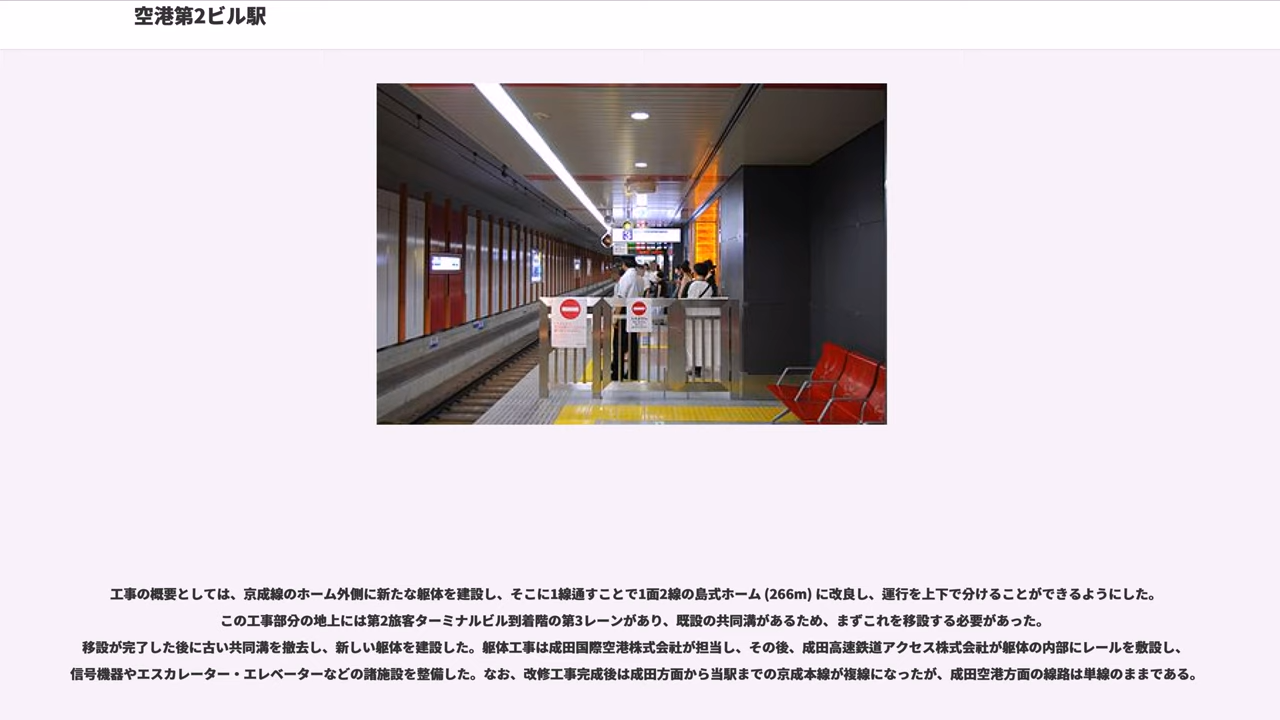 空港第2ビル駅
3
工事の概要としては、京成線のホーム外側に新たな躯体を建設し、そこに1線通すことで1面2線の島式ホーム (266m) に改良し、運行を上下で分けることができるようにした。
この工事部分の地上には第2旅客ターミナルビル到着階の第3レーンがあり、既設の共同溝があるため、まずこれを移設する必要があった。
移設が完了した後に古い共同溝を撤去し、新しい躯体を建設した。躯体工事は成田国際空港株式会社が担当し、その後、成田高速鉄道アクセス株式会社が躯体の内部にレールを敷設し、
信号機器やエスカレーター・エレベーターなどの諸施設を整備した。なお、改修工事完成後は成田方面から当駅までの京成本線が複線になったが、成田空港方面の線路は単線のままである。